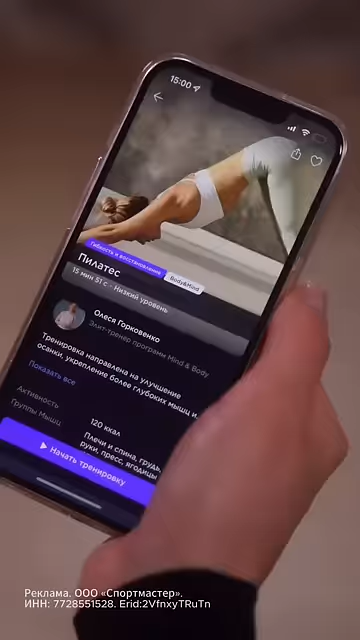 15:00
Гибкость и восстановление
Body&Mind
Пилатес
15 мин 51 с · Низкий уровень
Олеся Горковенко
Элит-тренер программ Mind & Body
Тренировка направлена на улучшение
осанки, укрепление более глубоких мышц и
Показать все
Активность
120 ккал
Группы мышц
Плечи и спина, грудь,
руки, пресс, ягодицы
Начать тренировку
Реклама. ООО «Спортмастер».
ИНН: 7728551528. Erid:2VfnxyTRuTn